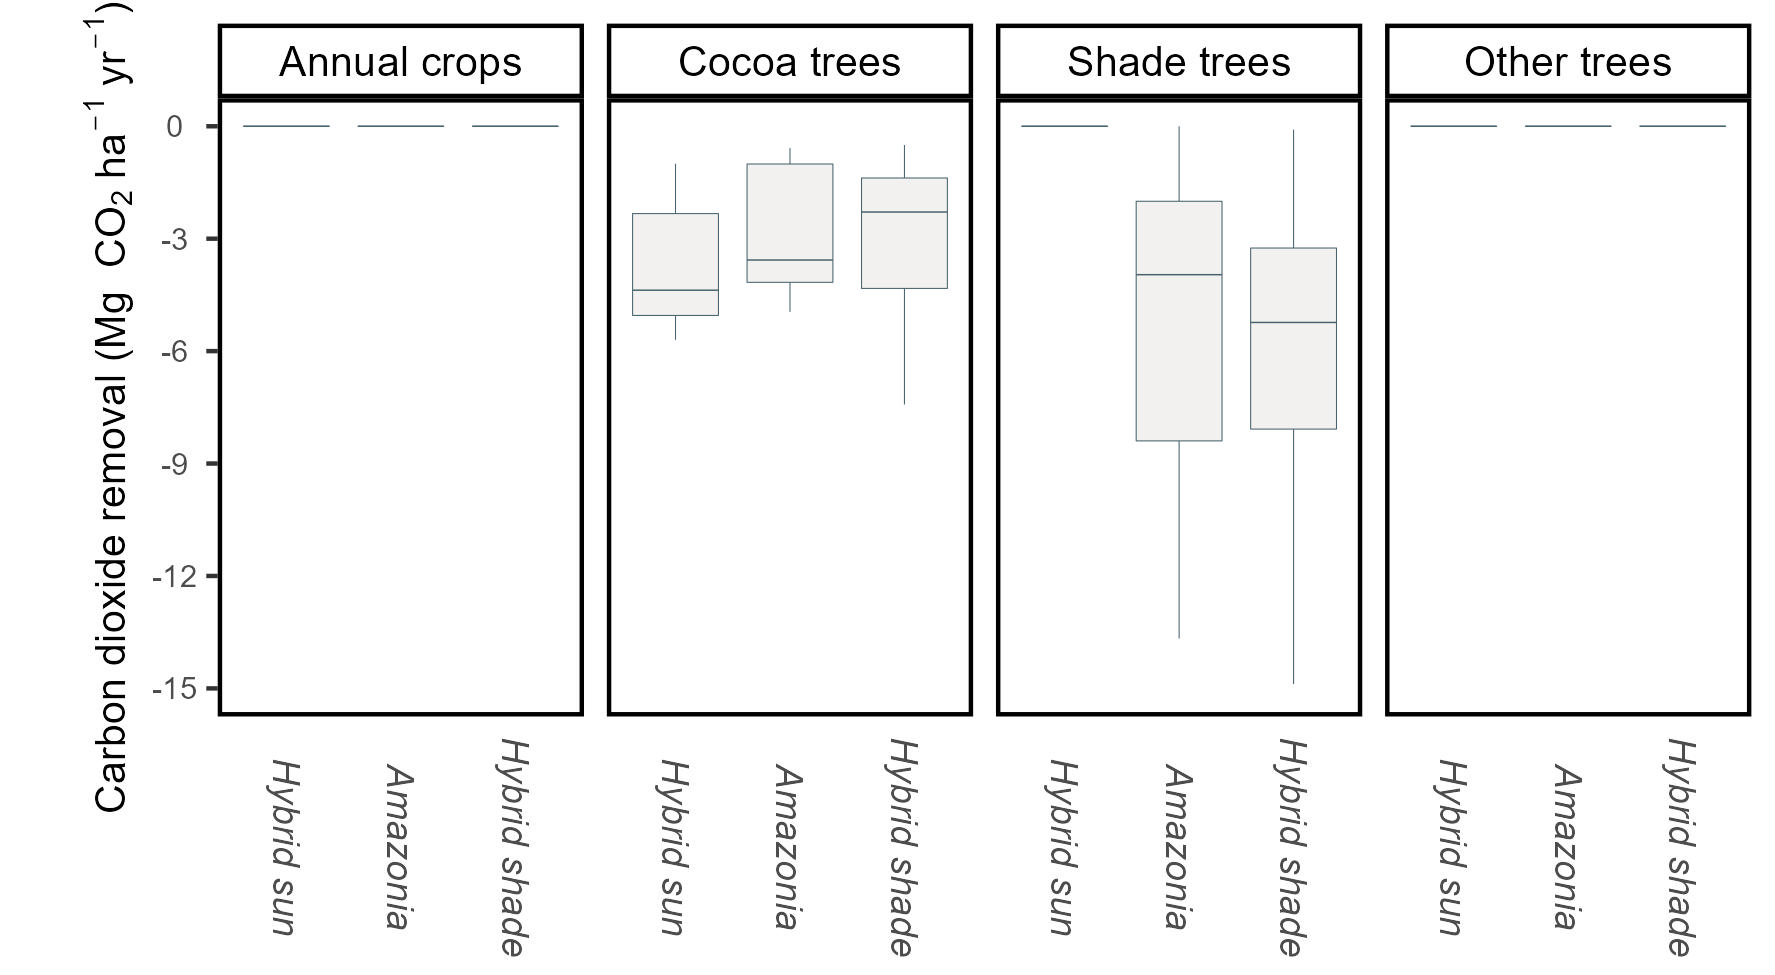 Carbon dioxide removal (Mg  CO₂ ha⁻¹ yr⁻¹)
Annual crops
Cocoa trees
Shade trees
Other trees
0
-3
-6
-9
-12
-15
Hybrid sun
Amazonia
Hybrid shade
Hybrid sun
Amazonia
Hybrid shade
Hybrid sun
Amazonia
Hybrid shade
Hybrid sun
Amazonia
Hybrid shade